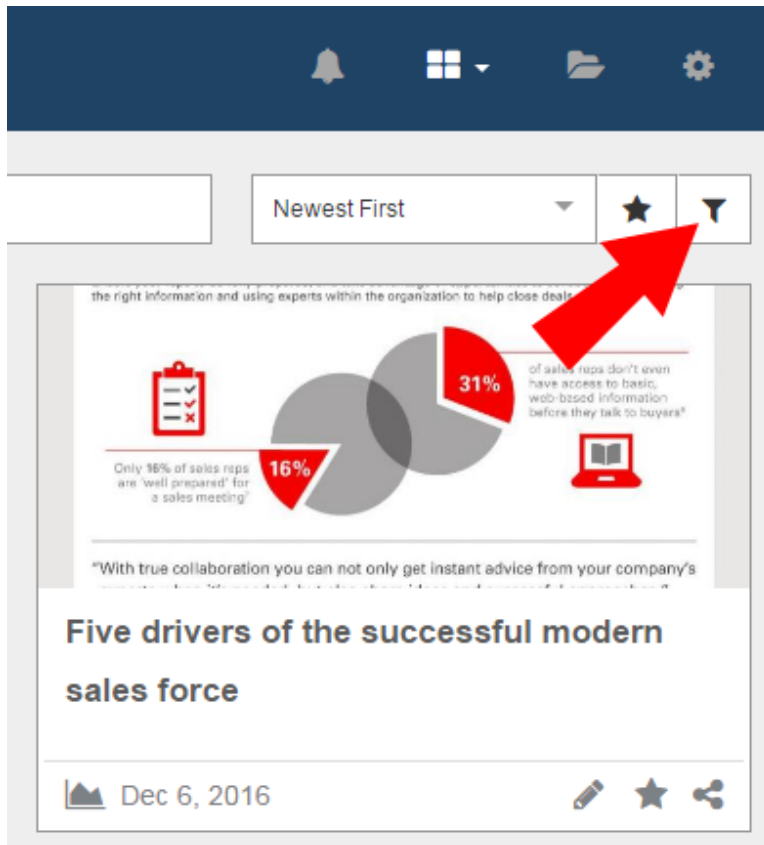 Newest First
the right information and using experts within the organization to help close deals
31%
of sales reps don't even
have access to basic,
web-based information
before they talk to buyers⁶
Only 16% of sales reps
are 'well prepared' for
a sales meeting⁷
16%
"With true collaboration you can not only get instant advice from your company's
Five drivers of the successful modern
sales force
Dec 6, 2016